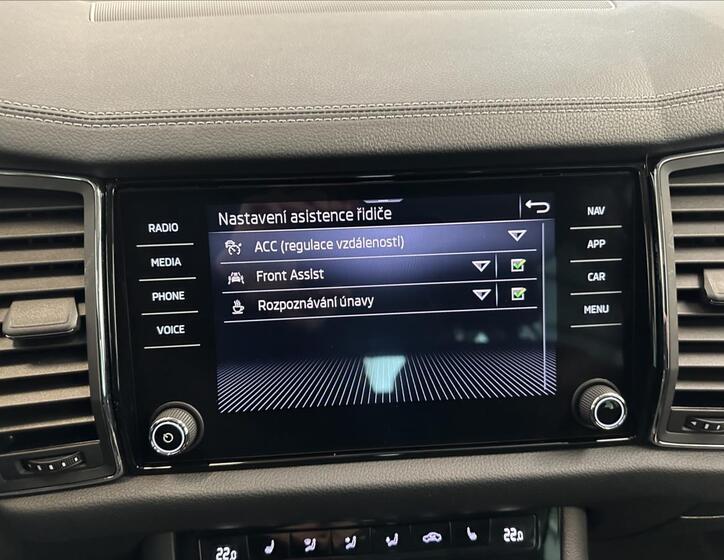 Nastavení asistence řidiče
ACC (regulace vzdálenosti)
Front Assist
Rozpoznávání únavy
RADIO
MEDIA
PHONE
VOICE
NAV
APP
CAR
MENU
22.0
22.0